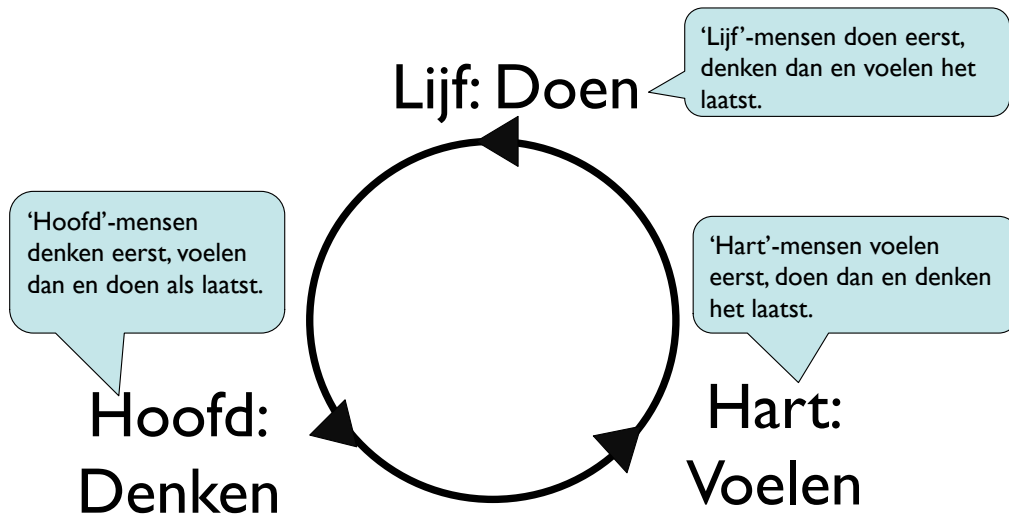 ‘Lijf’-mensen doen eerst,
denken dan en voelen het
laatst.
Lijf: Doen
‘Hoofd’-mensen
denken eerst, voelen
dan en doen als laatst.
‘Hart’-mensen voelen
eerst, doen dan en denken
het laatst.
Hoofd:
Denken
Hart:
Voelen